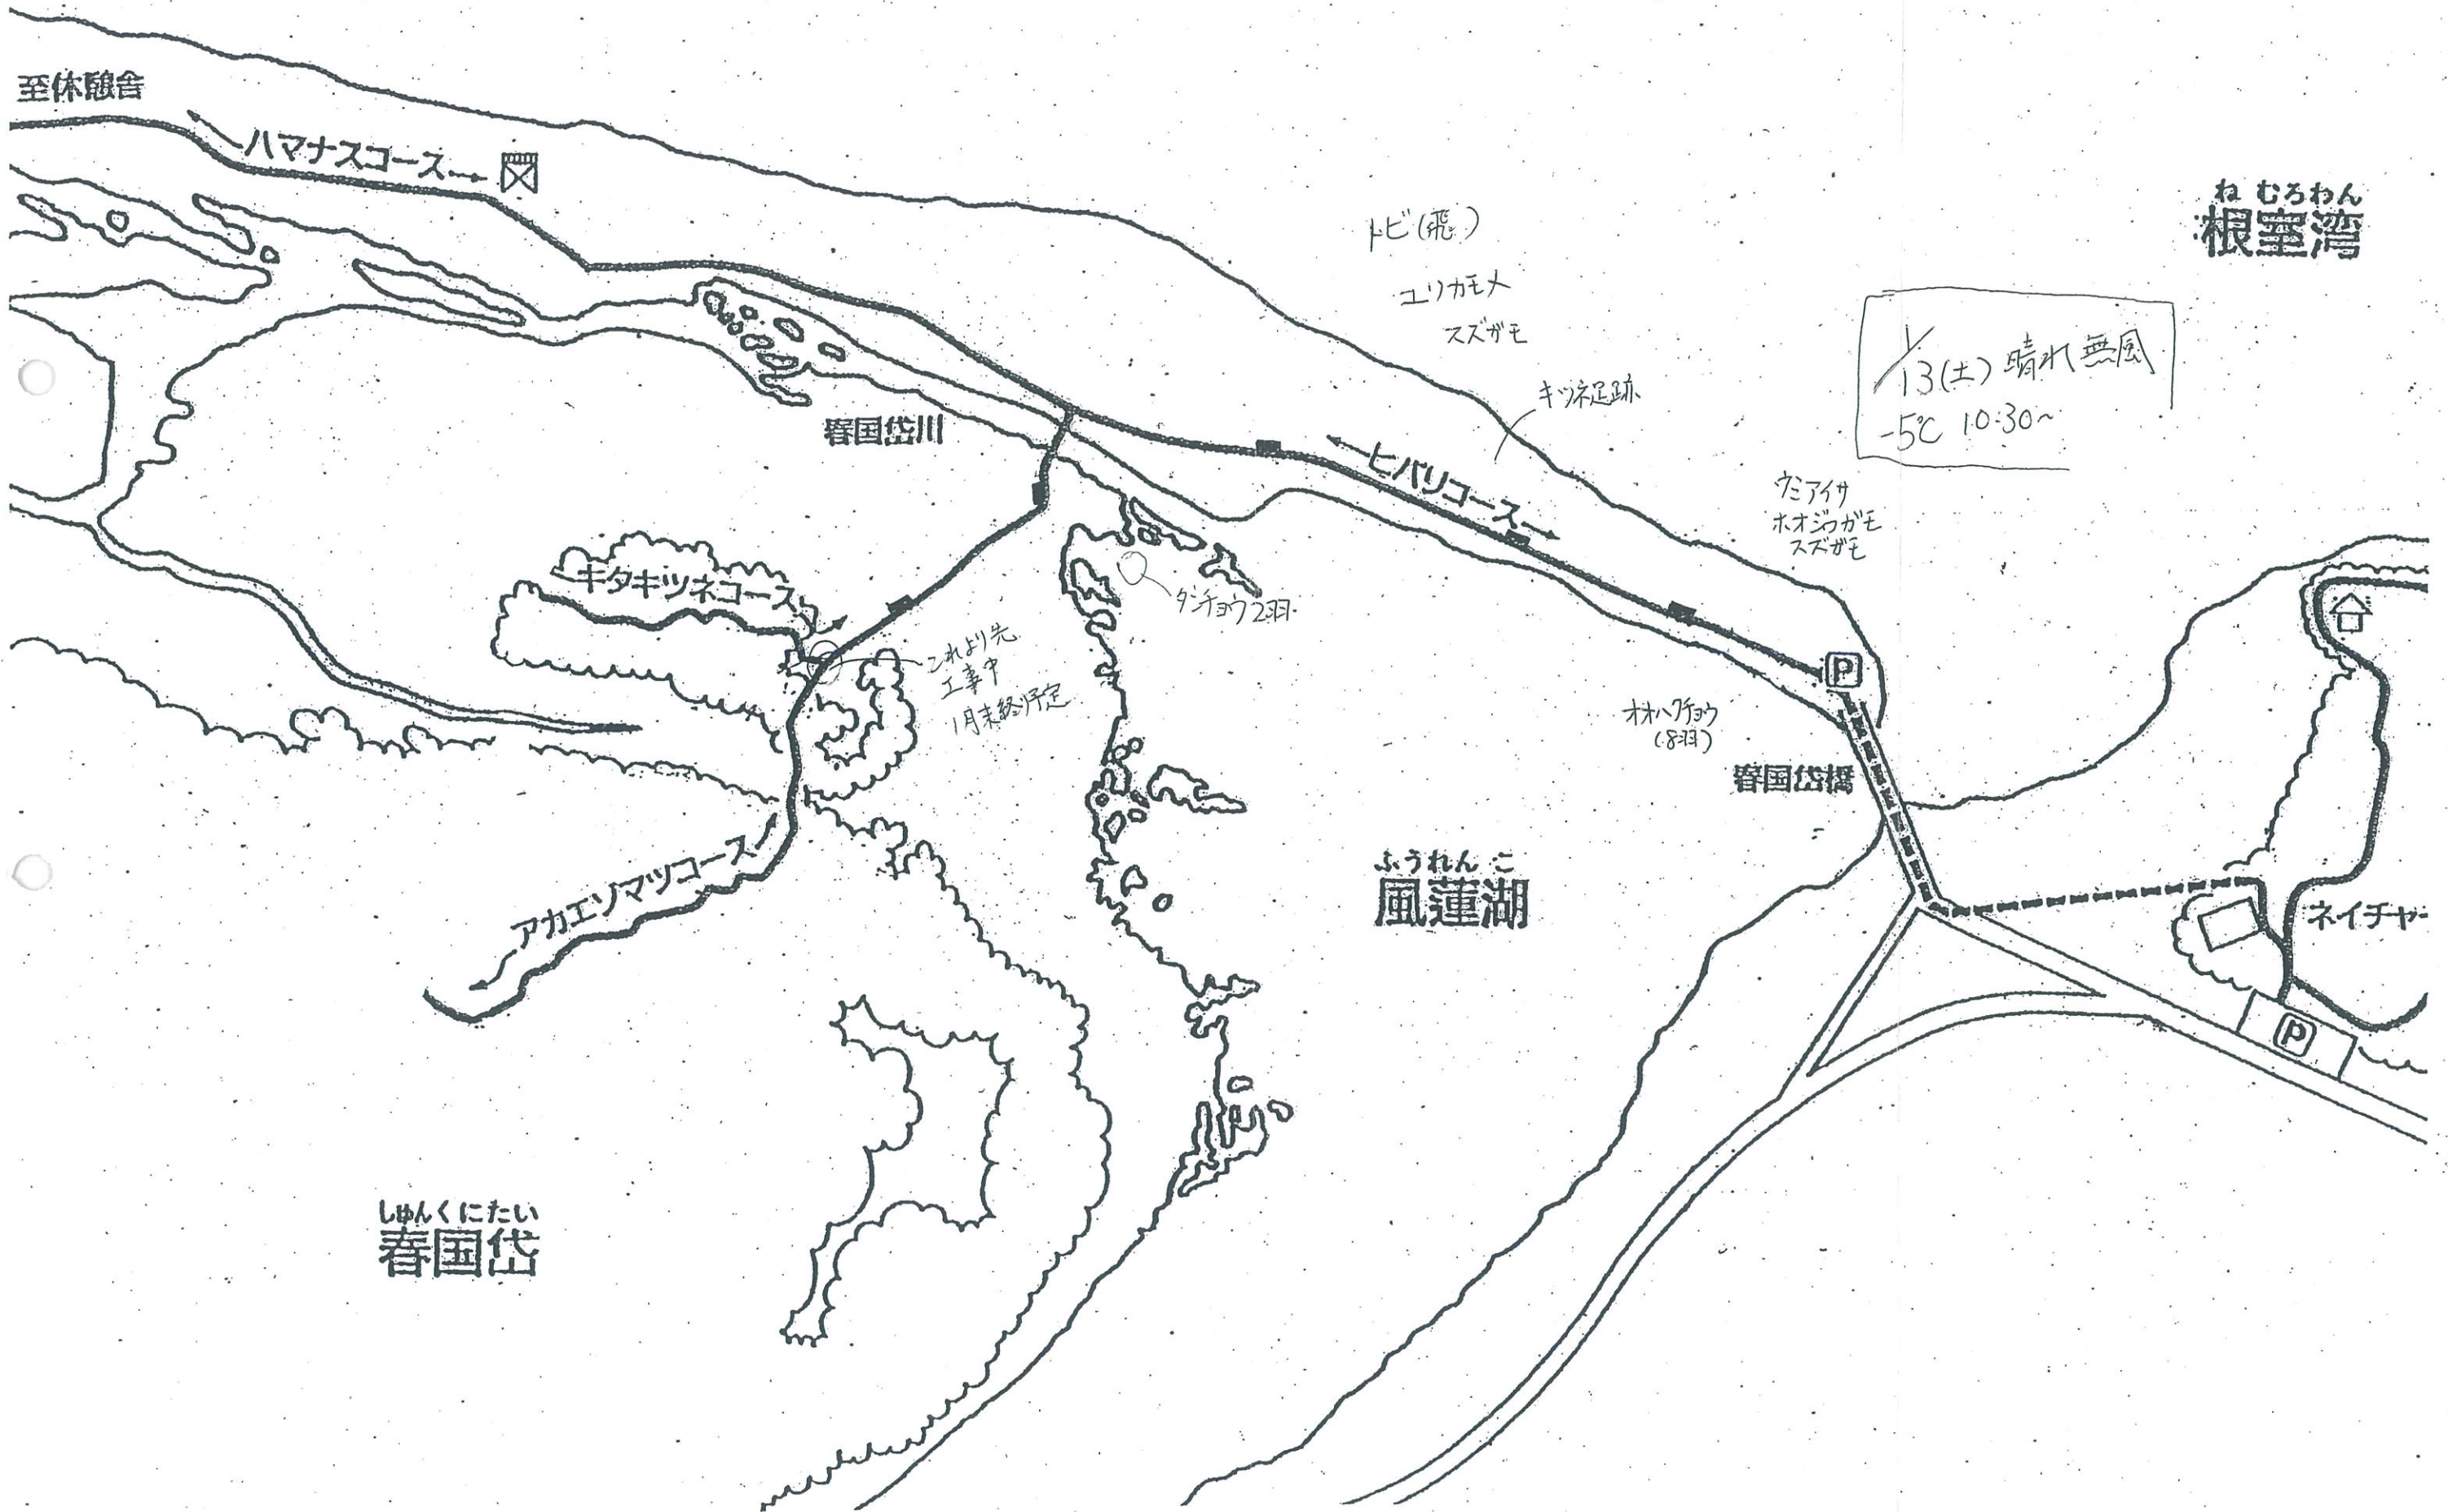 至休憩舎
ハマナスコース
ね むろわん
根室湾
トビ(飛)
ユリカモメ
スズガモ
1/13(土) 晴れ 無風
-5℃ 10:30~
キツネ足跡
春国岱川
ヒバリコース
ウミアイサ
ホオジロガモ
スズガモ
キタキツネコース
タンチョウ2羽
これより先
工事中
1月末終り予定
P
オオハクチョウ
(8羽)
春国岱橋
アカエゾマツコース
ふうれん こ
風蓮湖
ネイチャー
P
しゅんくにたい
春国岱